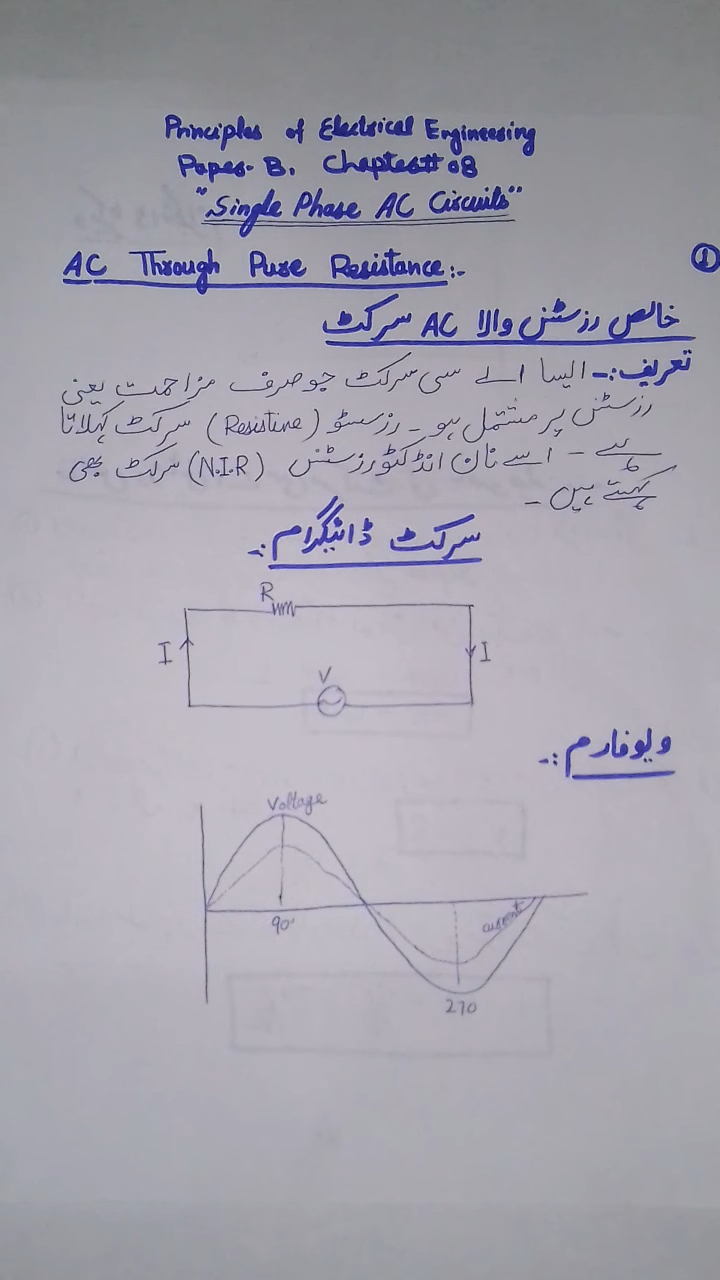 Principles of Electrical Engineering
Paper-B. Chapter# 08
"Single Phase AC Circuits"
AC Through Pure Resistance:-
①
خالص رزسٹنس والا AC سرکٹ
تعریف:- ایسا اے سی سرکٹ جو صرف مزاحمت یعنی
رزسٹنس پر مشتمل ہو۔ رزسٹو (Resistive) سرکٹ کہلاتا
ہے۔ اسے نان انڈکٹو رزسٹنس (N.I.R) سرکٹ بھی
کہتے ہیں۔
سرکٹ ڈائیگرام:-
R
I
I
V
ویوفارم:-
Voltage
90°
current
270